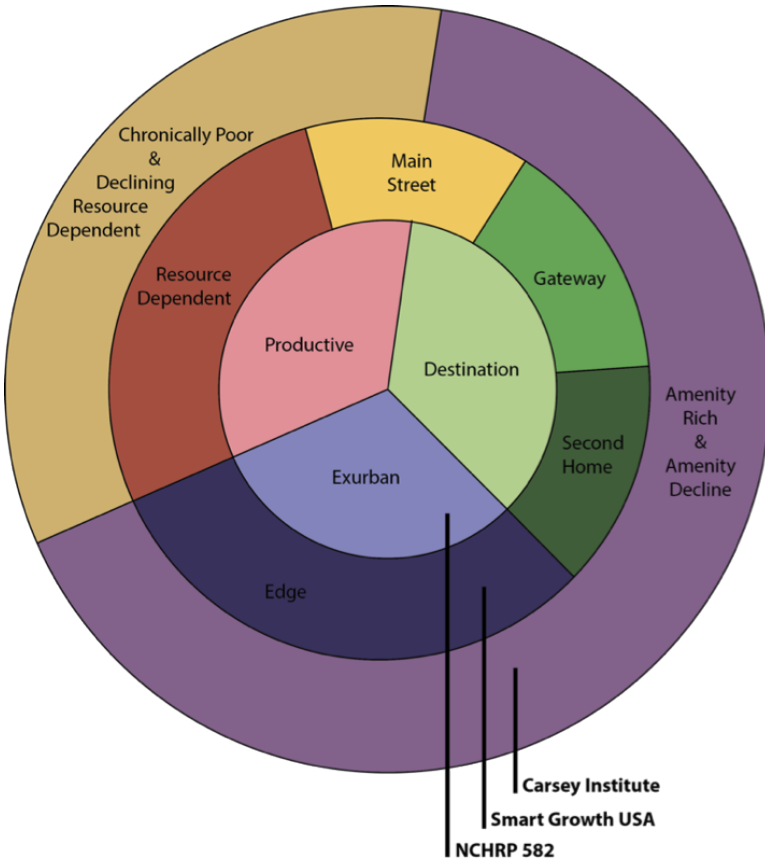 Chronically Poor
&
Declining
Resource
Dependent
Main
Street
Resource
Dependent
Gateway
Productive
Destination
Amenity
Rich
&
Amenity
Decline
Second
Home
Exurban
Edge
Carsey Institute
Smart Growth USA
NCHRP 582